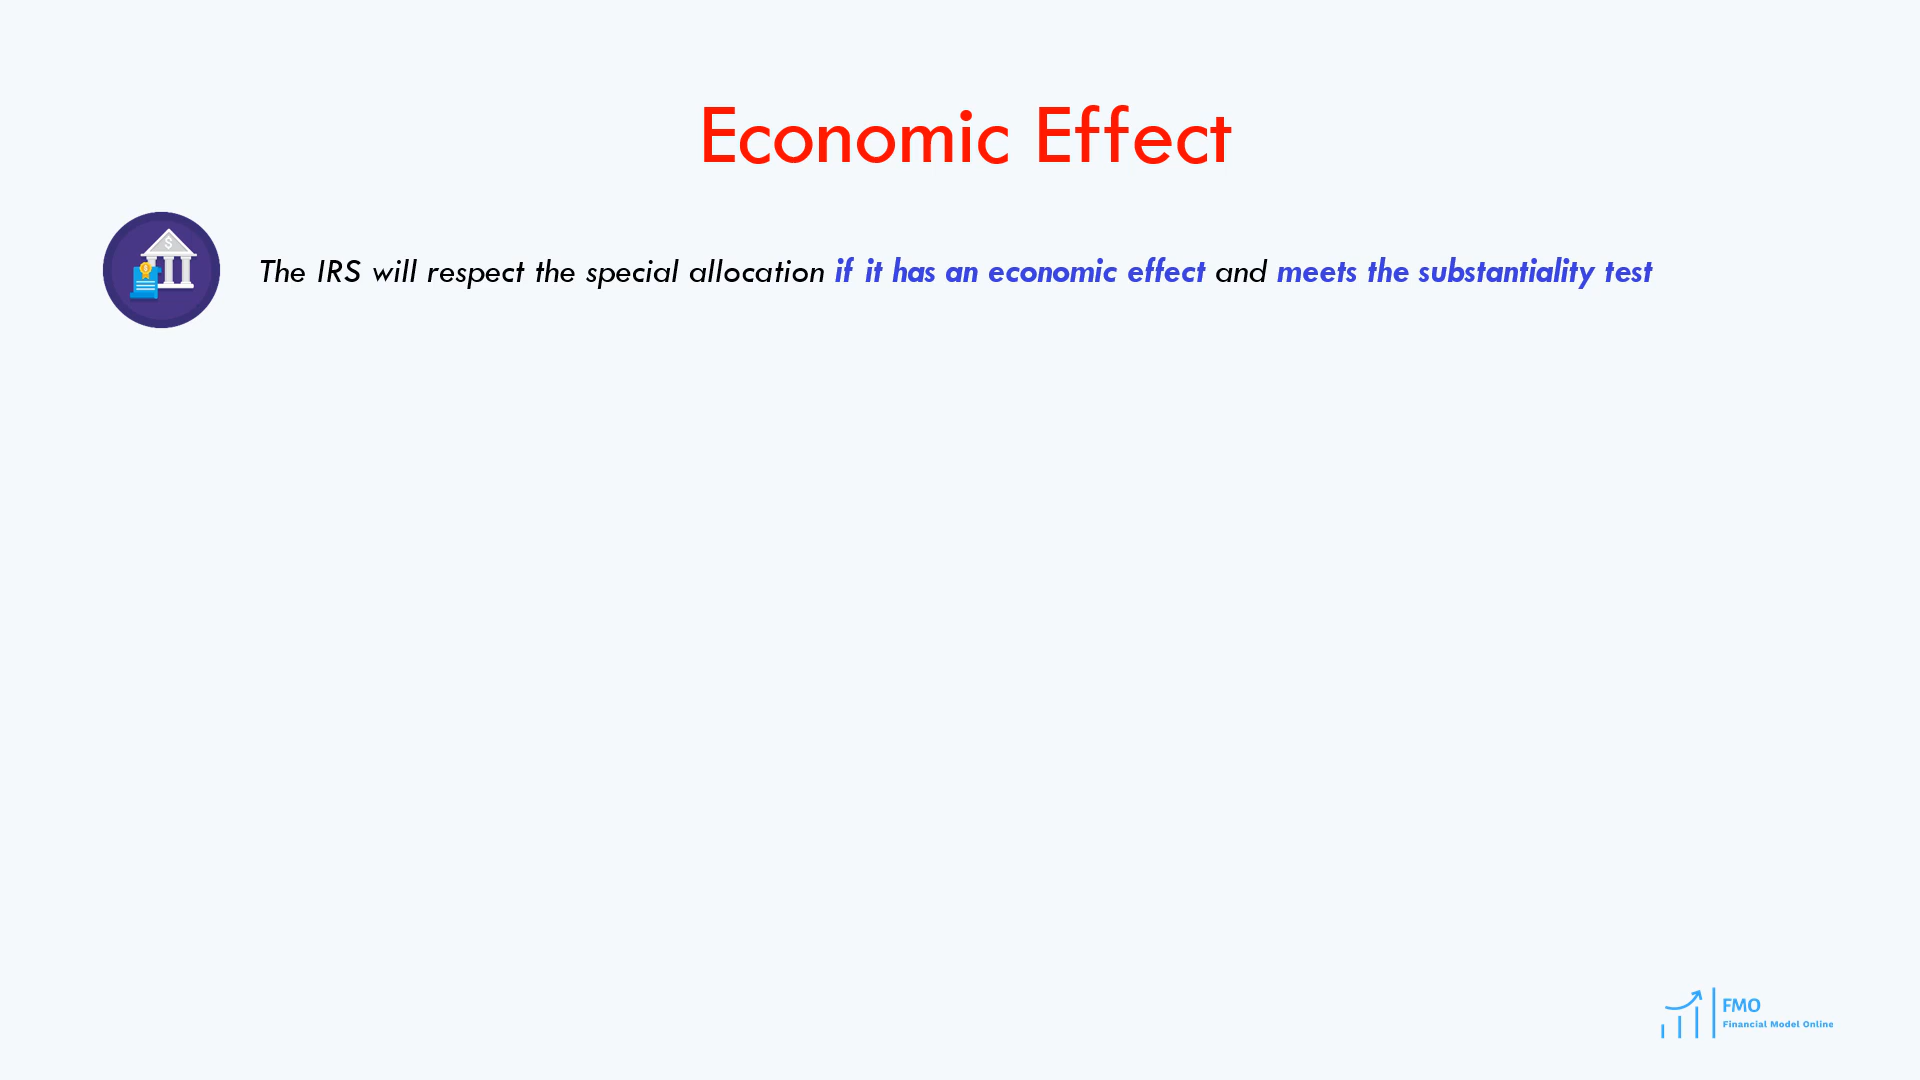 Economic Effect
The IRS will respect the special allocation if it has an economic effect and meets the substantiality test
FMO
Financial Model Online